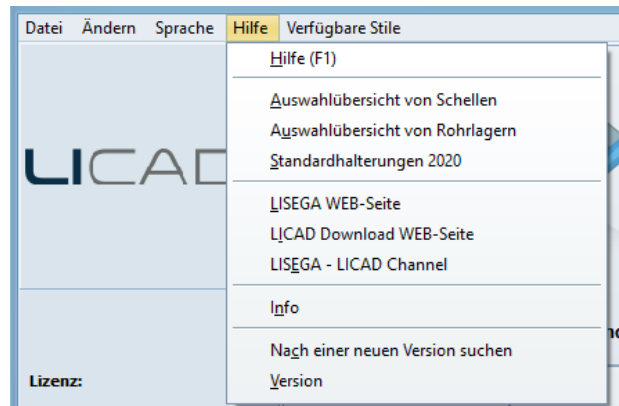 Datei Ändern Sprache Hilfe Verfügbare Stile
Hilfe (F1)
Auswahlübersicht von Schellen
Auswahlübersicht von Rohrlagern
Standardhalterungen 2020
LICAD
LISEGA WEB-Seite
LICAD Download WEB-Seite
LISEGA - LICAD Channel
Info
Nach einer neuen Version suchen
Lizenz:
Version